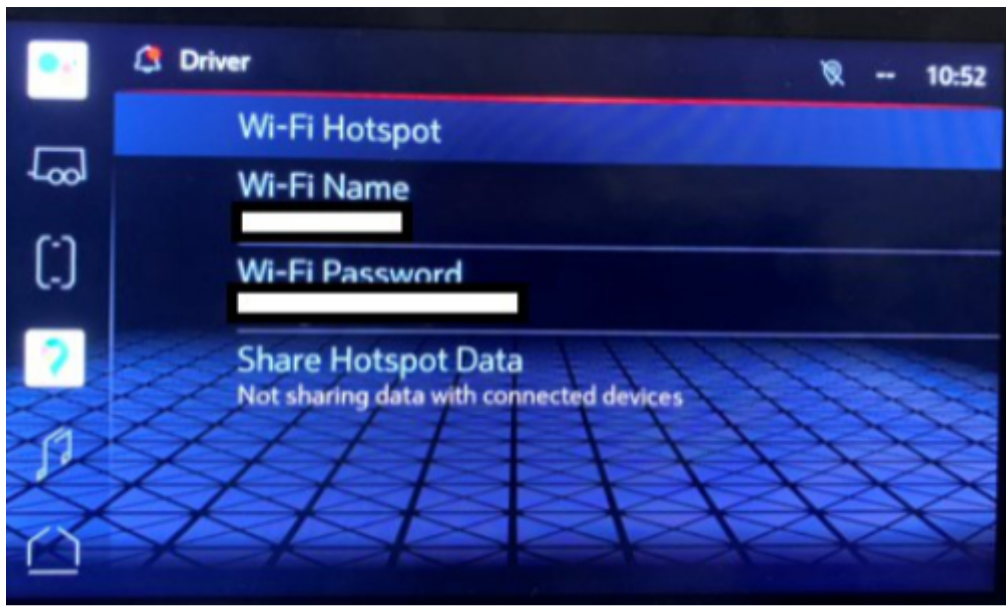 Driver
-- 10:52
Wi-Fi Hotspot
Wi-Fi Name
Wi-Fi Password
Share Hotspot Data
Not sharing data with connected devices